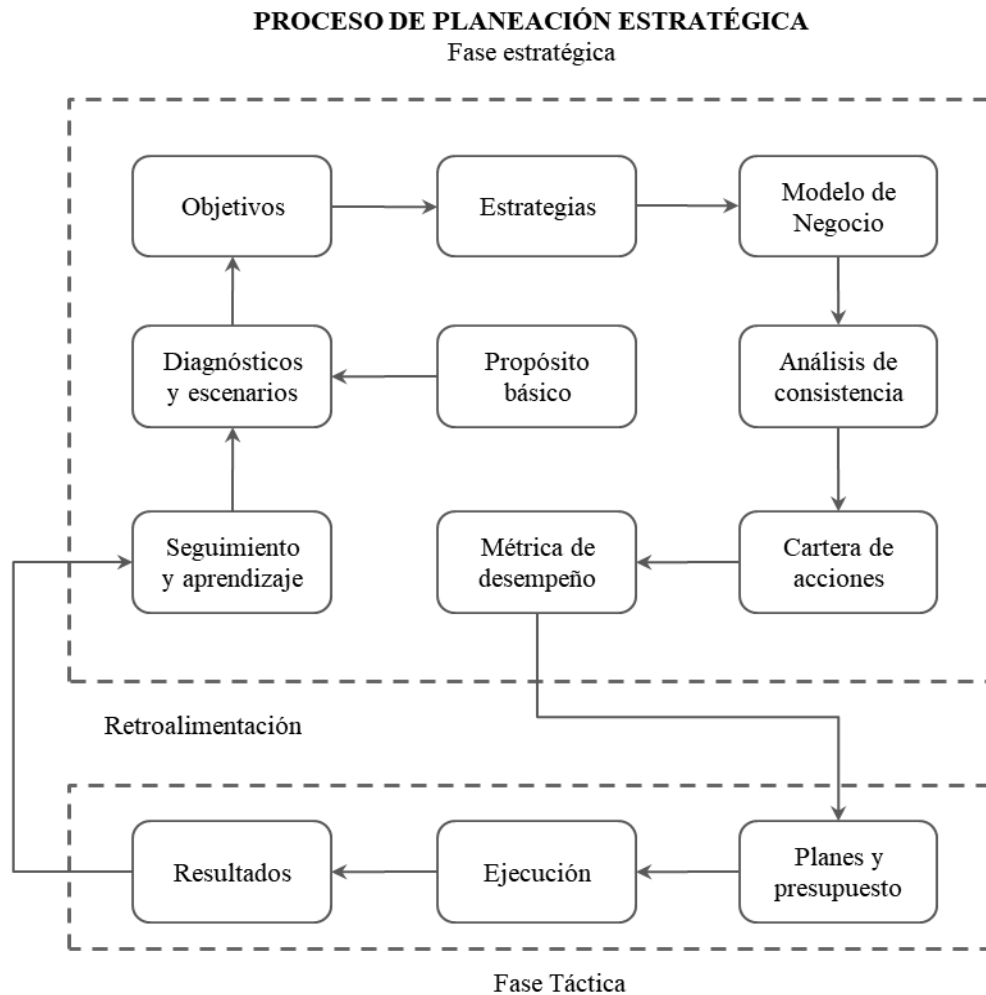 PROCESO DE PLANEACIÓN ESTRATÉGICA
Fase estratégica
Objetivos
Estrategias
Modelo de
Negocio
Diagnósticos
y escenarios
Propósito
básico
Análisis de
consistencia
Seguimiento
y aprendizaje
Métrica de
desempeño
Cartera de
acciones
Retroalimentación
Resultados
Ejecución
Planes y
presupuesto
Fase Táctica